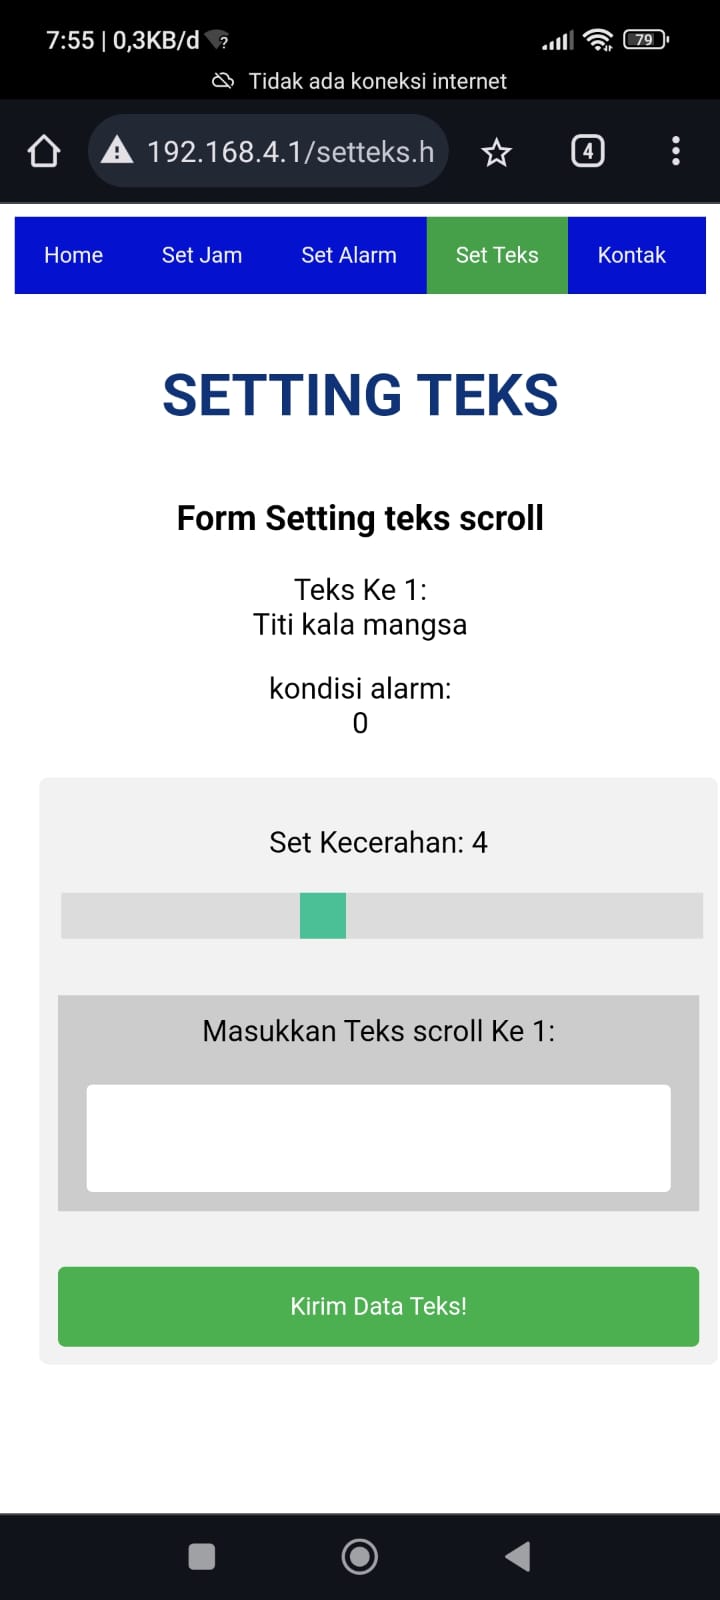 7:55 | 0,3KB/d ?
79
Tidak ada koneksi internet
192.168.4.1/setteks.h
4
Home Set Jam Set Alarm Set Teks Kontak
SETTING TEKS
Form Setting teks scroll
Teks Ke 1:
Titi kala mangsa
kondisi alarm:
0
Set Kecerahan: 4
Masukkan Teks scroll Ke 1:
Kirim Data Teks!